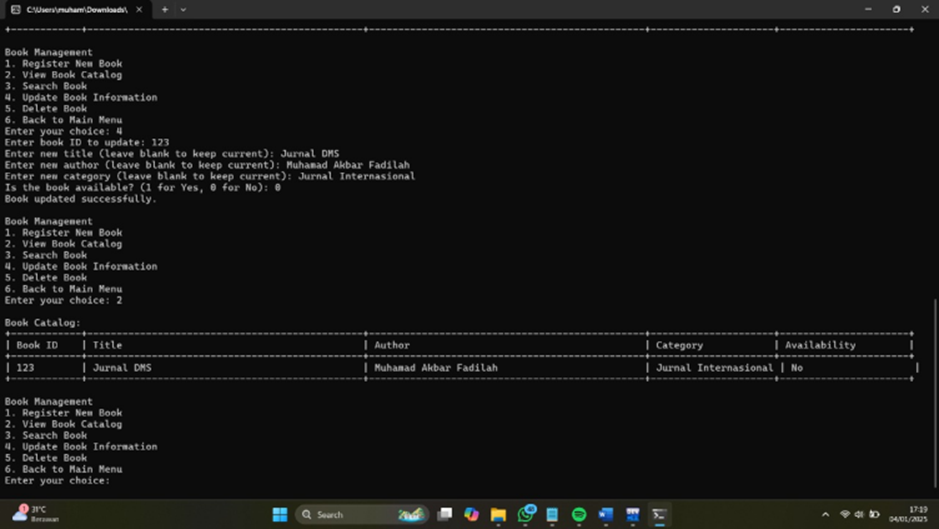 C:\Users\muham\Downloads\
Book Management
1. Register New Book
2. View Book Catalog
3. Search Book
4. Update Book Information
5. Delete Book
6. Back to Main Menu
Enter your choice: 4
Enter book ID to update: 123
Enter new title (leave blank to keep current): Jurnal DMS
Enter new author (leave blank to keep current): Muhamad Akbar Fadilah
Enter new category (leave blank to keep current): Jurnal Internasional
Is the book available? (1 for Yes, 0 for No): 0
Book updated successfully.
Book Management
1. Register New Book
2. View Book Catalog
3. Search Book
4. Update Book Information
5. Delete Book
6. Back to Main Menu
Enter your choice: 2
Book Catalog:
| Book ID | Title | Author | Category | Availability |
| 123 | Jurnal DMS | Muhamad Akbar Fadilah | Jurnal Internasional | No |
Book Management
1. Register New Book
2. View Book Catalog
3. Search Book
4. Update Book Information
5. Delete Book
6. Back to Main Menu
Enter your choice:
1
31°C
Berawan
Search
17:19
04/01/2025